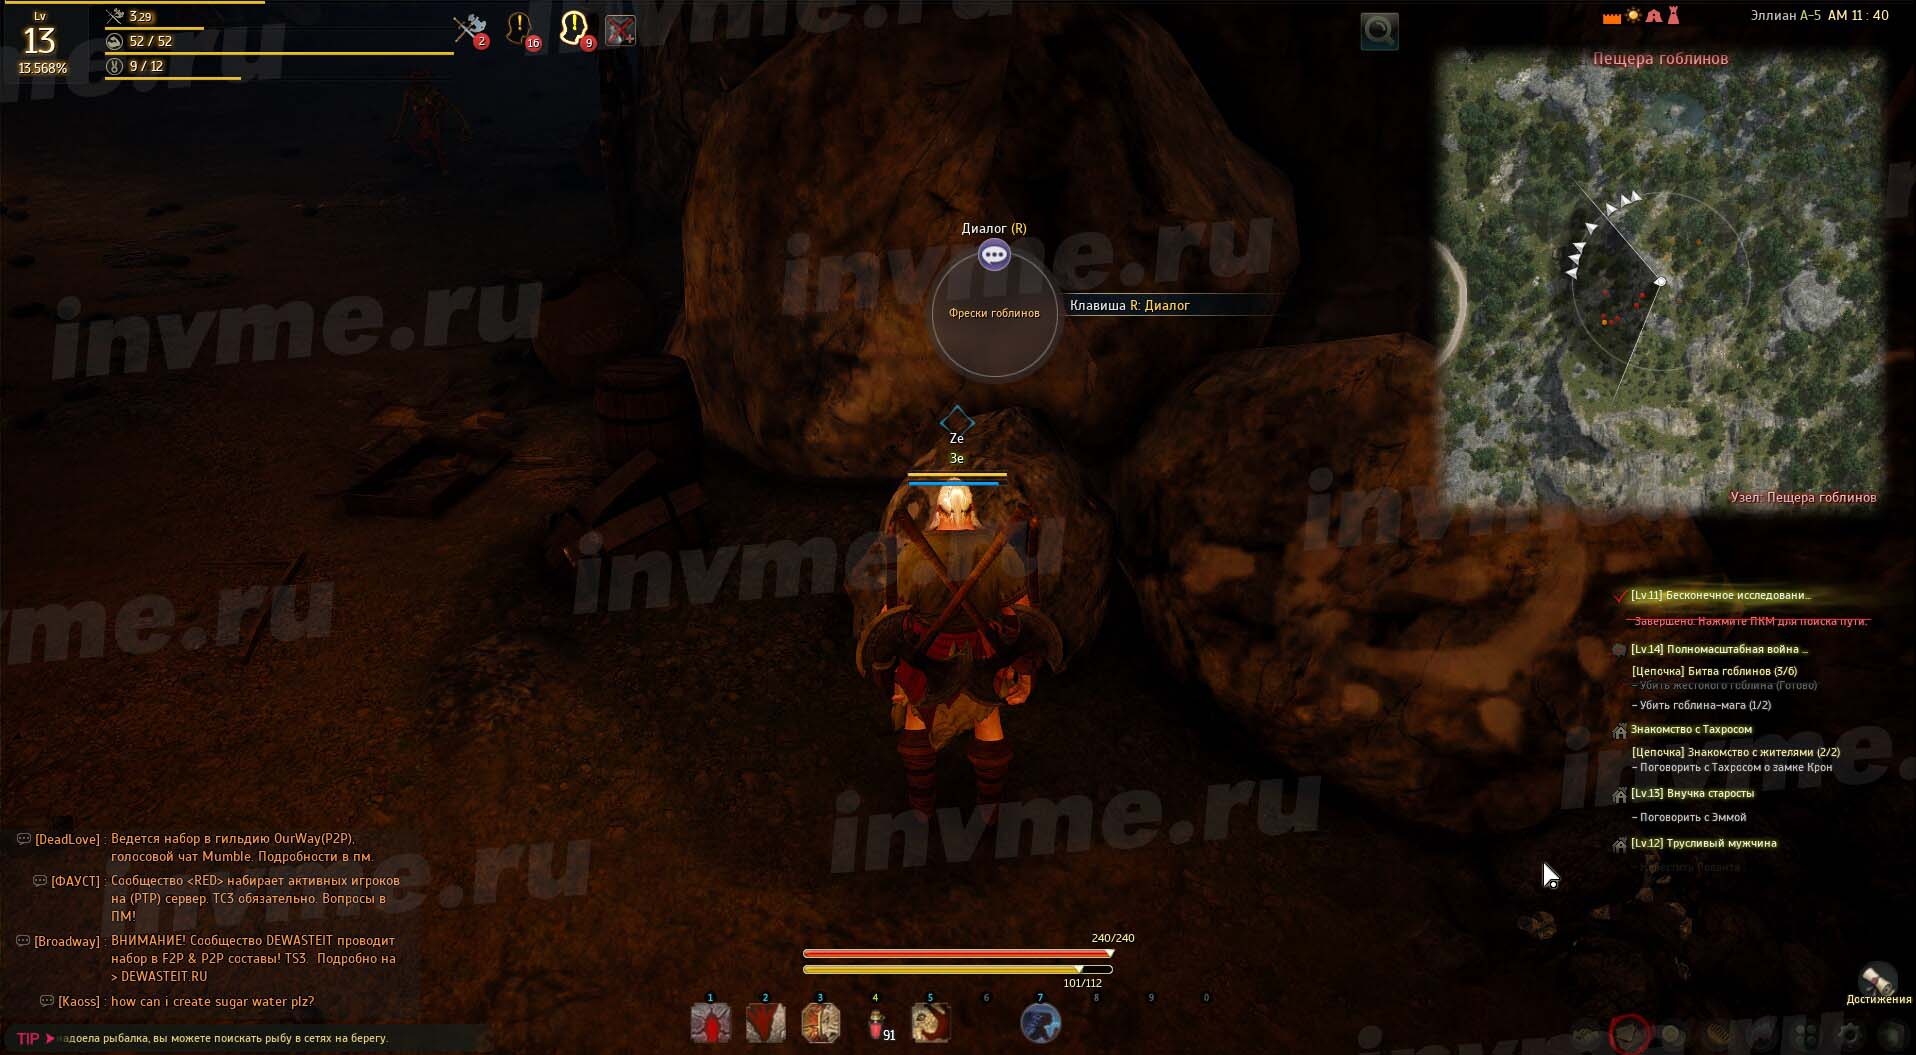 Lv
13
13.568%
3.29
52 / 52
9 / 12
2
16
9
Эллиан A-5 AM 11 : 40
Пещера гоблинов
Узел: Пещера гоблинов
Диалог (R)
Фрески гоблинов
Клавиша R: Диалог
Ze
Зе
invme.ru
[Lv.11] Бесконечное исследовани...
Завершено. Нажмите ПКМ для поиска пути.
[Lv.14] Полномасштабная война ...
[Цепочка] Битва гоблинов (3/6)
- Убить жестокого гоблина (Готово)
- Убить гоблина-мага (1/2)
Знакомство с Тахросом
[Цепочка] Знакомство с жителями (2/2)
- Поговорить с Тахросом о замке Крон
[Lv.13] Внучка старосты
- Поговорить с Эммой
[Lv.12] Трусливый мужчина
[DeadLove] : Ведется набор в гильдию OurWay(P2P),
голосовой чат Mumble. Подробности в пм.
[ФАУСТ] : Сообщество <RED> набирает активных игроков
на (PTP) сервер. ТС3 обязательно. Вопросы в
ПМ!
[Broadway] : ВНИМАНИЕ! Сообщество DEWASTEIT проводит
набор в F2P & P2P составы! TS3. Подробно на
> DEWASTEIT.RU
[Kaoss] : how can i create sugar water plz?
TIP надоела рыбалка, вы можете поискать рыбу в сетях на берегу.
240/240
101/112
1 2 3 4 5 6 7 8 9 0
91
Достижения